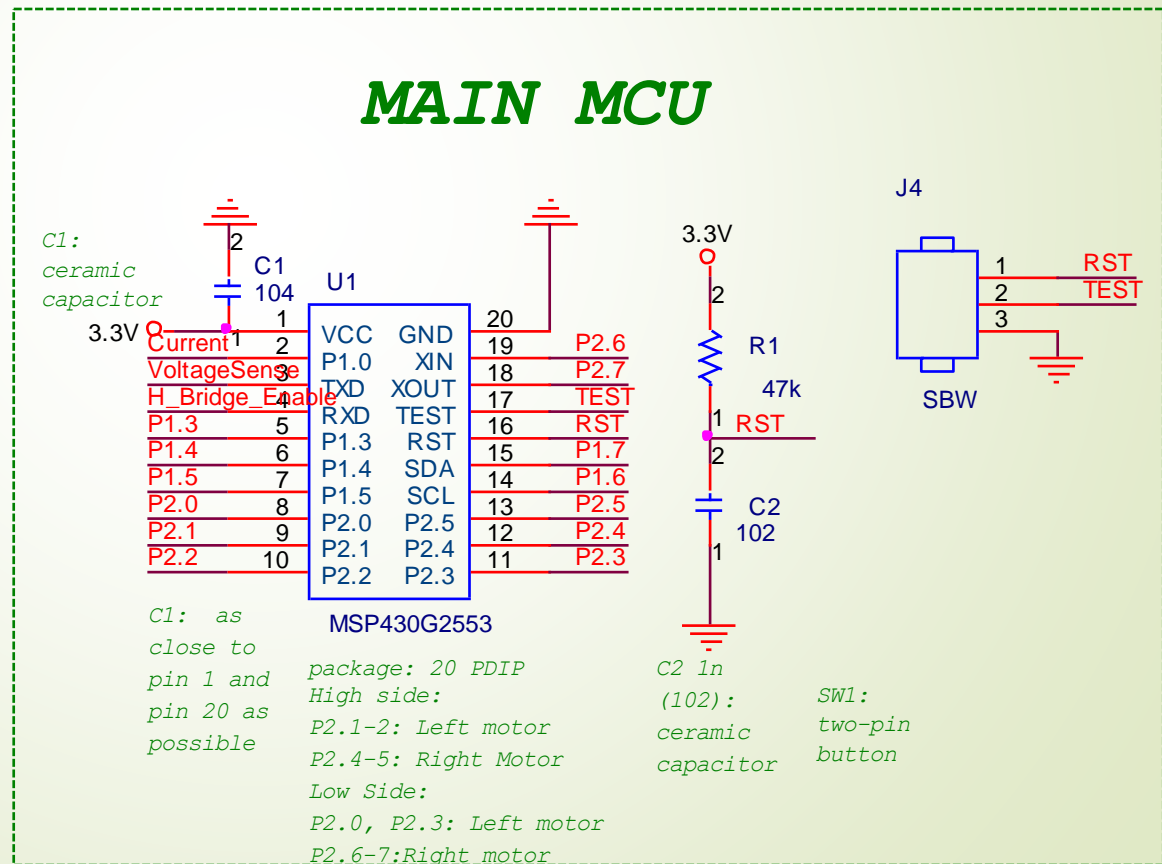 MAIN MCU
J4
C1:
ceramic
capacitor
2
C1
104
U1
3.3V
1
Current
VoltageSense
H_Bridge_Enable
P1.3
P1.4
P1.5
P2.0
P2.1
P2.2
1
2
3
4
5
6
7
8
9
10
VCC GND
P1.0 XIN
TXD XOUT
RXD TEST
P1.3 RST
P1.4 SDA
P1.5 SCL
P2.0 P2.5
P2.1 P2.4
P2.2 P2.3
20
19 P2.6
18 P2.7
17 TEST
16 RST
15 P1.7
14 P1.6
13 P2.5
12 P2.4
11 P2.3
MSP430G2553
3.3V
2
R1
47k
1
RST
2
C2
102
1
1 RST
2 TEST
3
SBW
C1: as
close to
pin 1 and
pin 20 as
possible
package: 20 PDIP
High side:
P2.1-2: Left motor
P2.4-5: Right Motor
Low Side:
P2.0, P2.3: Left motor
P2.6-7:Right motor
C2 1n
(102):
ceramic
capacitor
SW1:
two-pin
button